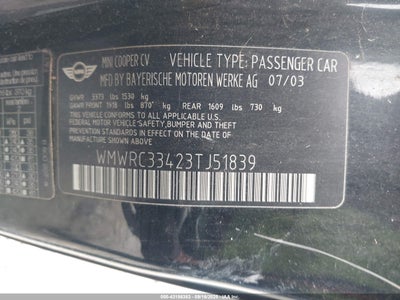 MINI COOPER CV VEHICLE TYPE: PASSENGER CAR
MFG BY BAYERISCHE MOTOREN WERKE AG 07/03
GVWR 3373 lbs 1530 kg
GAWR FRONT 1918 lbs 870 kg REAR 1609 lbs 730 kg
THIS VEHICLE CONFORMS TO ALL APPLICABLE U.S.
FEDERAL MOTOR VEHICLE SAFETY, BUMPER AND THEFT
PREVENTION STANDARDS IN EFFECT ON THE DATE OF
MANUFACTURE SHOWN ABOVE.
WMWRC33423TJ51839